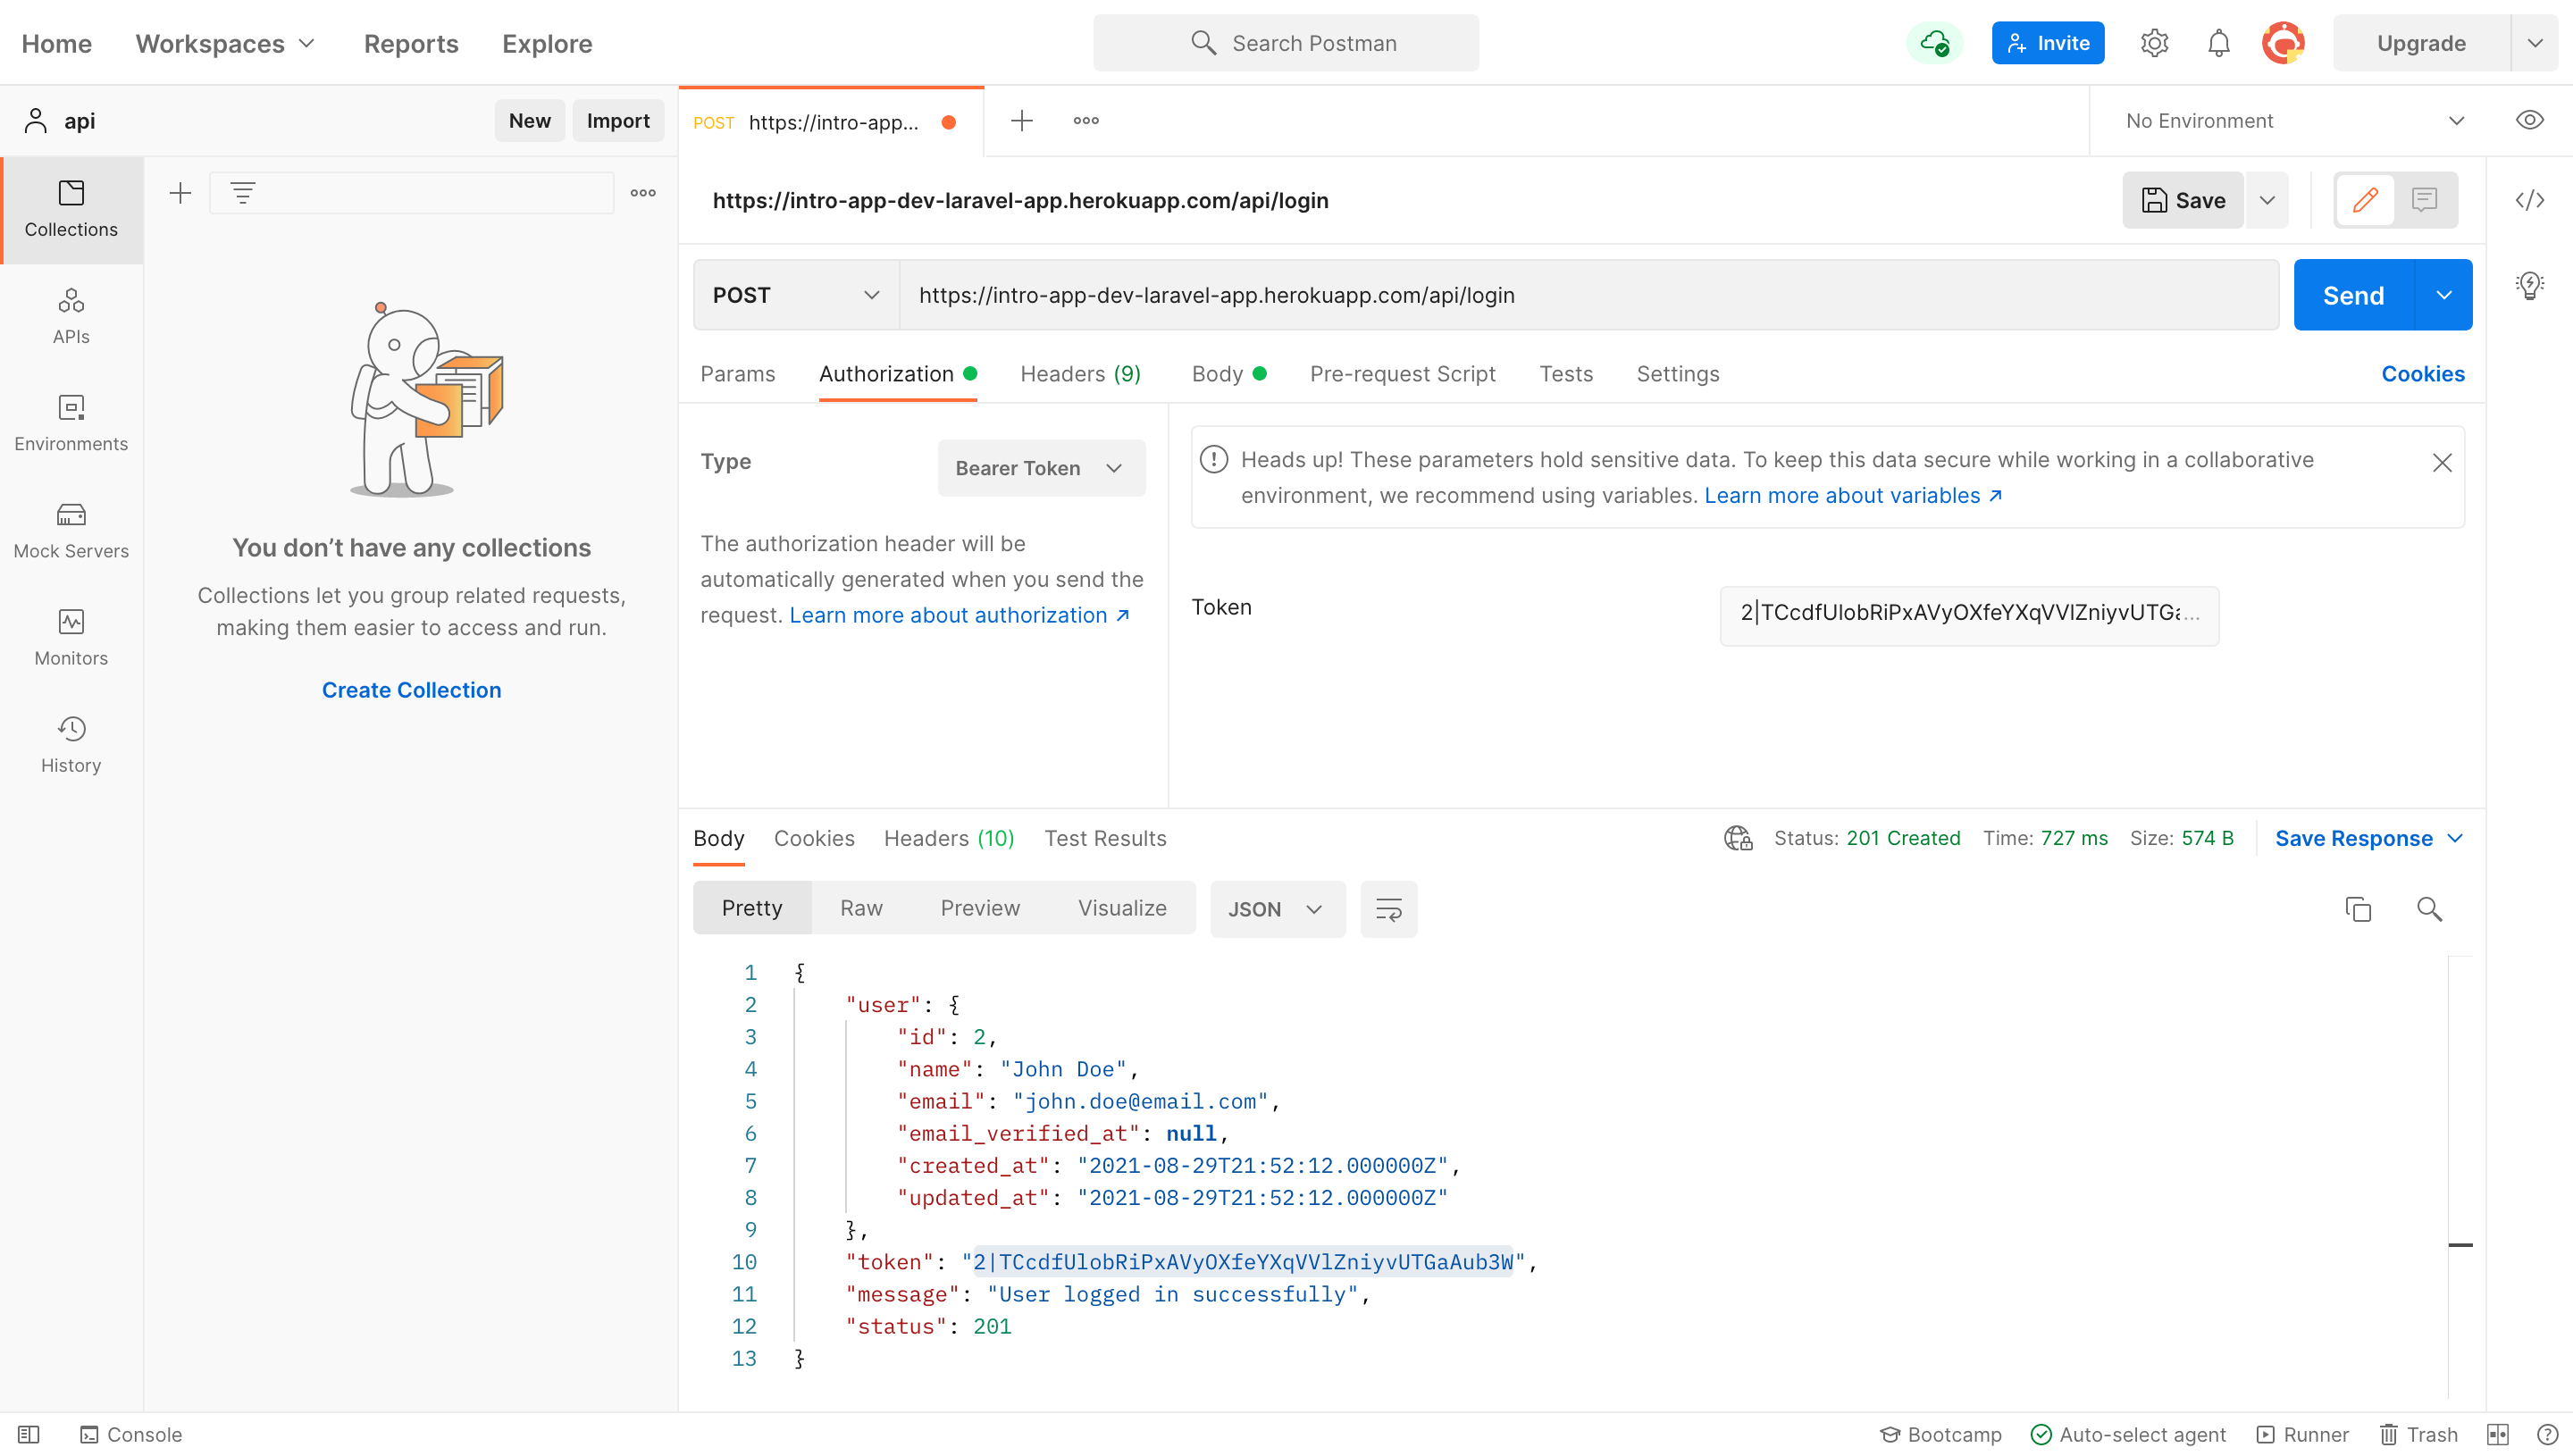 Home Workspaces Reports Explore Search Postman Invite Upgrade
api New Import POST https://intro-app... No Environment
https://intro-app-dev-laravel-app.herokuapp.com/api/login Save
Collections
APIs
Environments
Mock Servers
Monitors
History
You don’t have any collections
Collections let you group related requests,
making them easier to access and run.
Create Collection
POST https://intro-app-dev-laravel-app.herokuapp.com/api/login Send
Params Authorization Headers (9) Body Pre-request Script Tests Settings Cookies
Type Bearer Token
The authorization header will be
automatically generated when you send the
request. Learn more about authorization ↗
Heads up! These parameters hold sensitive data. To keep this data secure while working in a collaborative
environment, we recommend using variables. Learn more about variables ↗
Token 2|TCcdfUlobRiPxAVyOXfeYXqVVlZniyvUTGa...
Body Cookies Headers (10) Test Results Status: 201 Created Time: 727 ms Size: 574 B Save Response
Pretty Raw Preview Visualize JSON
1 {
2 "user": {
3 "id": 2,
4 "name": "John Doe",
5 "email": "john.doe@email.com",
6 "email_verified_at": null,
7 "created_at": "2021-08-29T21:52:12.000000Z",
8 "updated_at": "2021-08-29T21:52:12.000000Z"
9 },
10 "token": "2|TCcdfUlobRiPxAVyOXfeYXqVVlZniyvUTGaAub3W",
11 "message": "User logged in successfully",
12 "status": 201
13 }
Console Bootcamp Auto-select agent Runner Trash